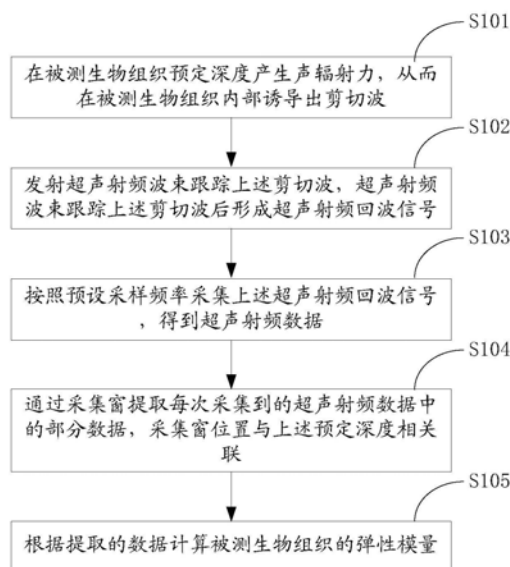 S101
在被测生物组织预定深度产生声辐射力，从而
在被测生物组织内部诱导出剪切波
S102
发射超声射频波束跟踪上述剪切波，超声射频
波束跟踪上述剪切波后形成超声射频回波信号
S103
按照预设采样频率采集上述超声射频回波信号
，得到超声射频数据
S104
通过采集窗提取每次采集到的超声射频数据中
的部分数据，采集窗位置与上述预定深度相关
联
S105
根据提取的数据计算被测生物组织的弹性模量